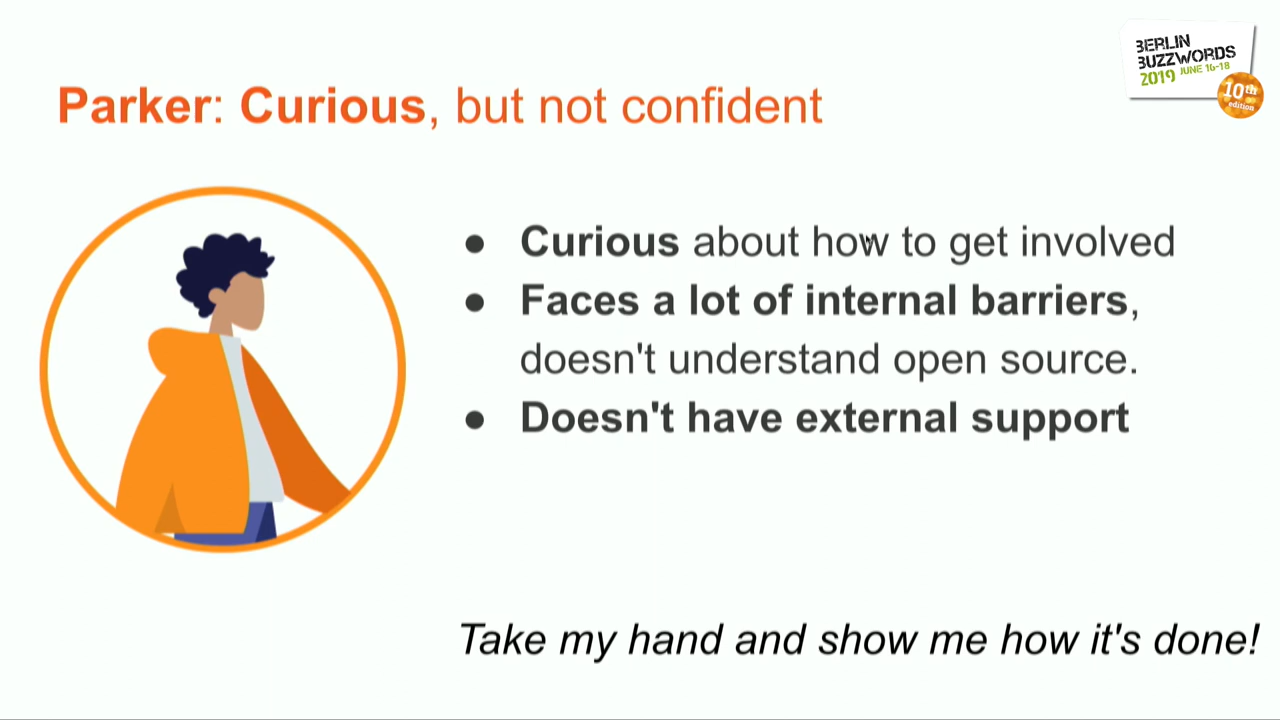 BERLIN
BUZZWORDS
2019 JUNE 16-18
10th
edition
Parker: Curious, but not confident
● Curious about how to get involved
● Faces a lot of internal barriers,
doesn't understand open source.
● Doesn't have external support
Take my hand and show me how it's done!